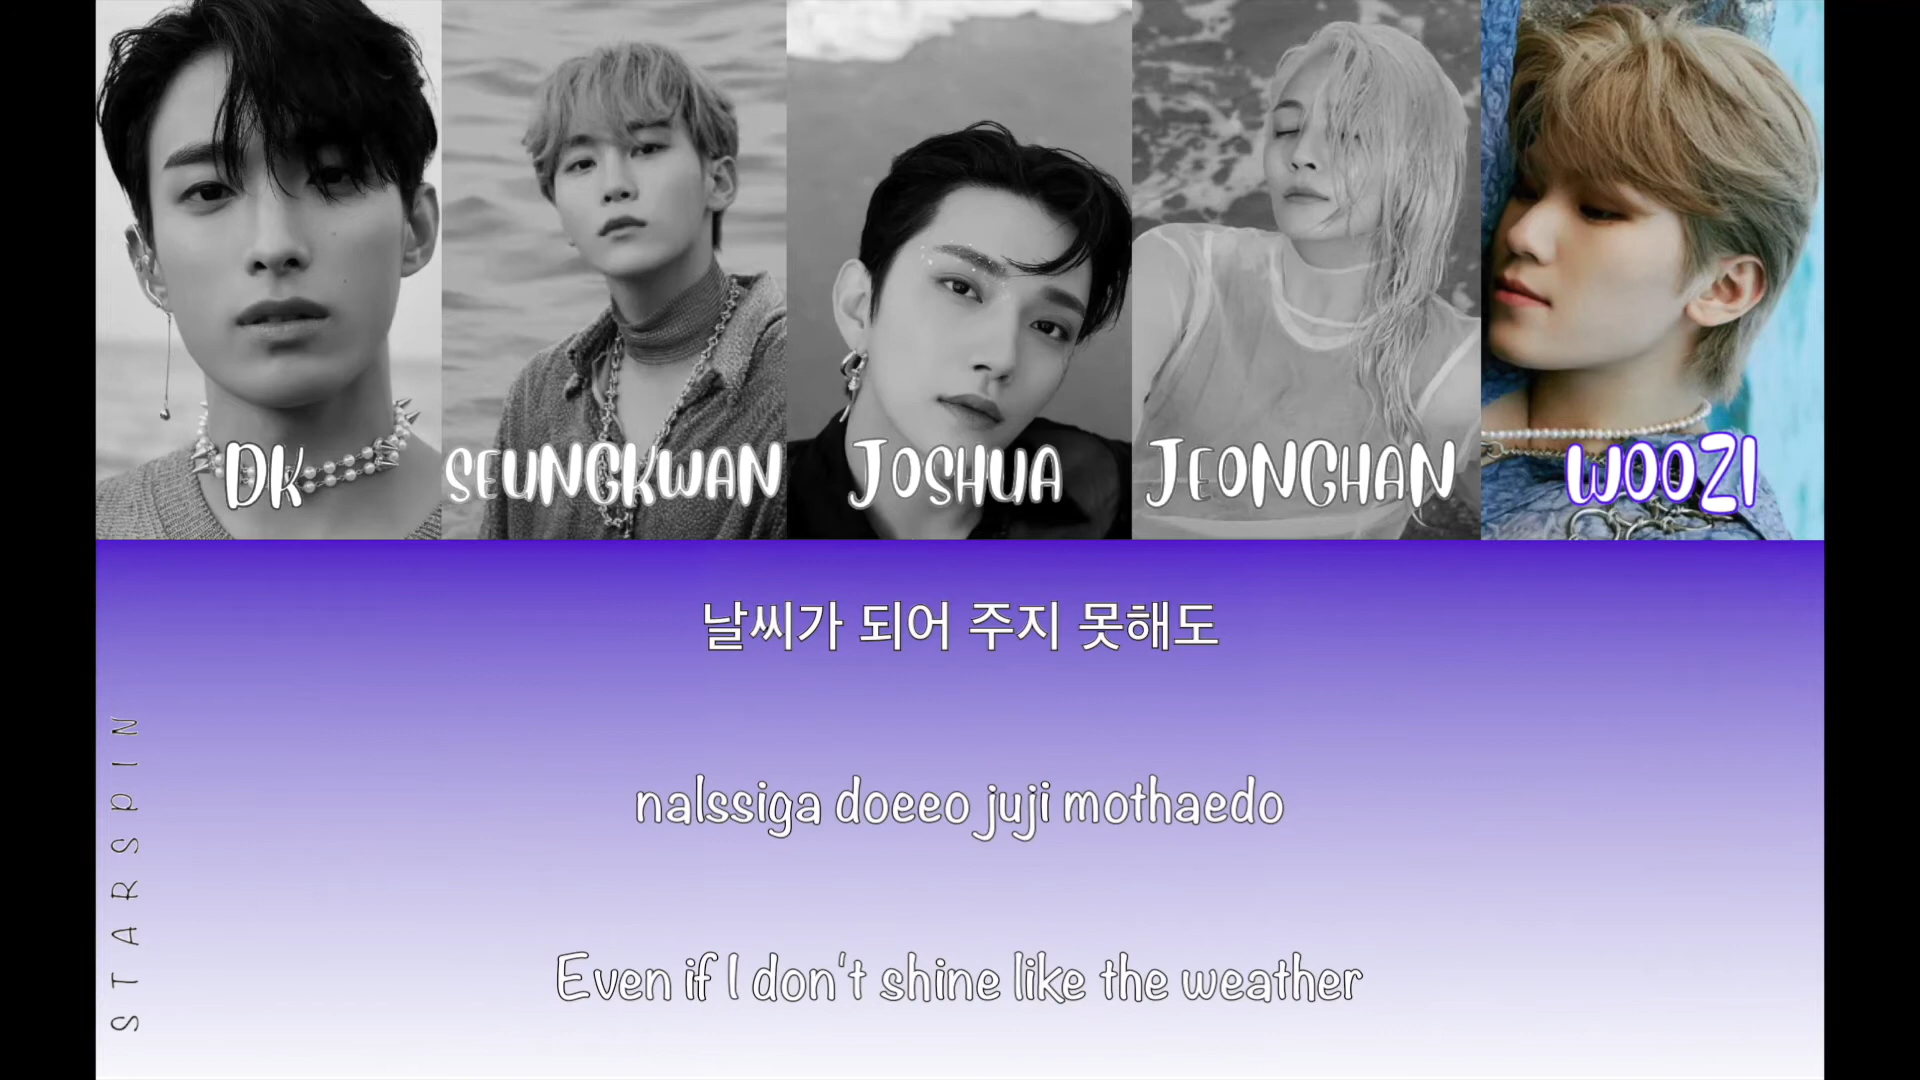 DK
SEUNGKWAN
JOSHUA
JEONGHAN
WOOZI
날씨가 되어 주지 못해도
nalssiga doeeo juji mothaedo
Even if I don't shine like the weather
STARSPIN